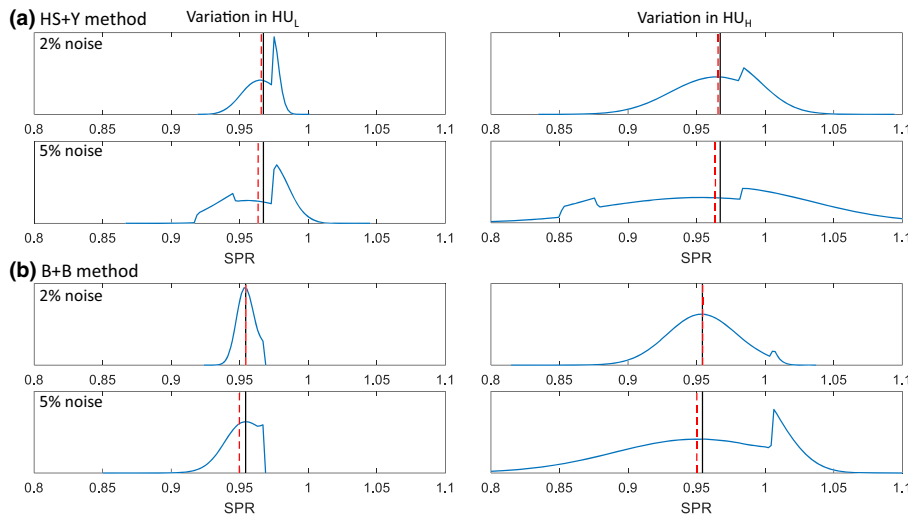 (a) HS+Y method
Variation in HU_L
Variation in HU_H
2% noise
0.8 0.85 0.9 0.95 1 1.05 1.1
0.8 0.85 0.9 0.95 1 1.05 1.1
5% noise
0.8 0.85 0.9 0.95 1 1.05 1.1
0.8 0.85 0.9 0.95 1 1.05 1.1
SPR
SPR
(b) B+B method
2% noise
0.8 0.85 0.9 0.95 1 1.05 1.1
0.8 0.85 0.9 0.95 1 1.05 1.1
5% noise
0.8 0.85 0.9 0.95 1 1.05 1.1
0.8 0.85 0.9 0.95 1 1.05 1.1
SPR
SPR